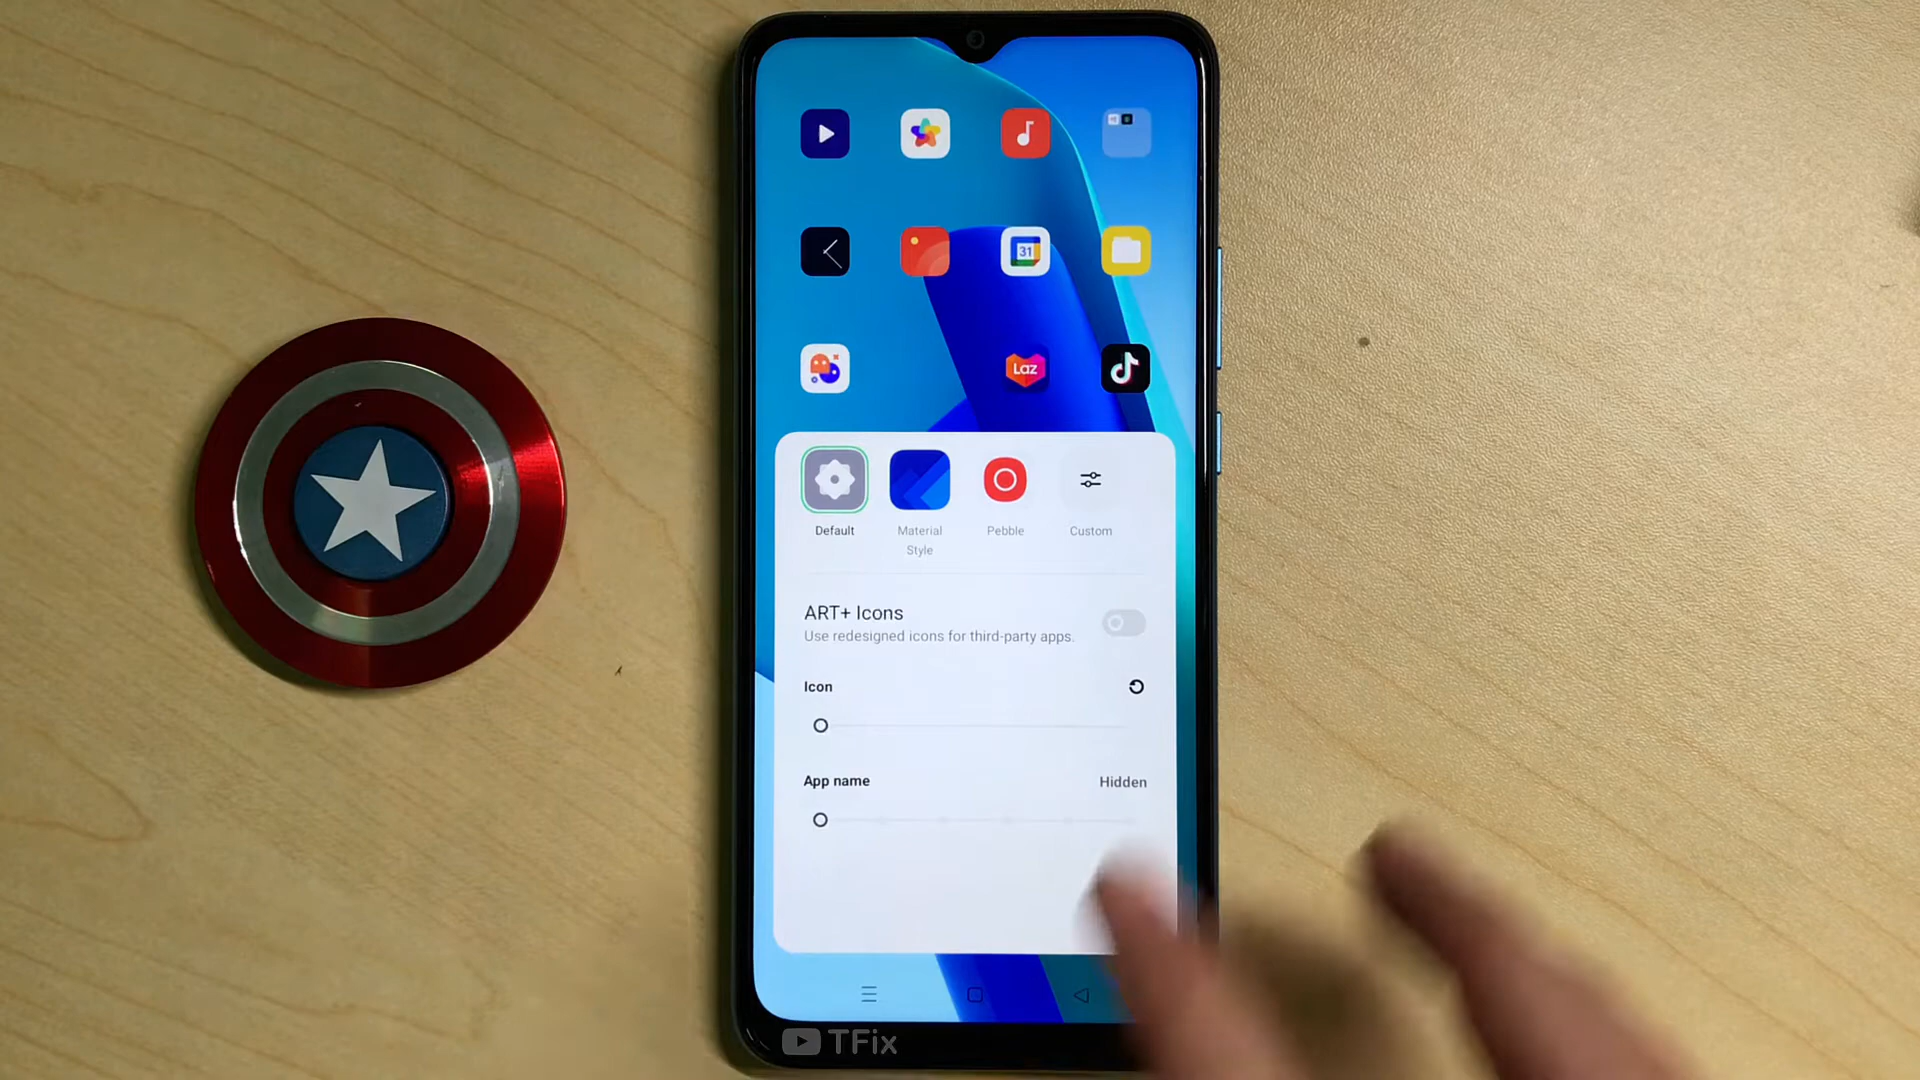 31
Laz
Default
Material
Style
Pebble
Custom
ART+ Icons
Use redesigned icons for third-party apps.
Icon
App name
Hidden
TFix